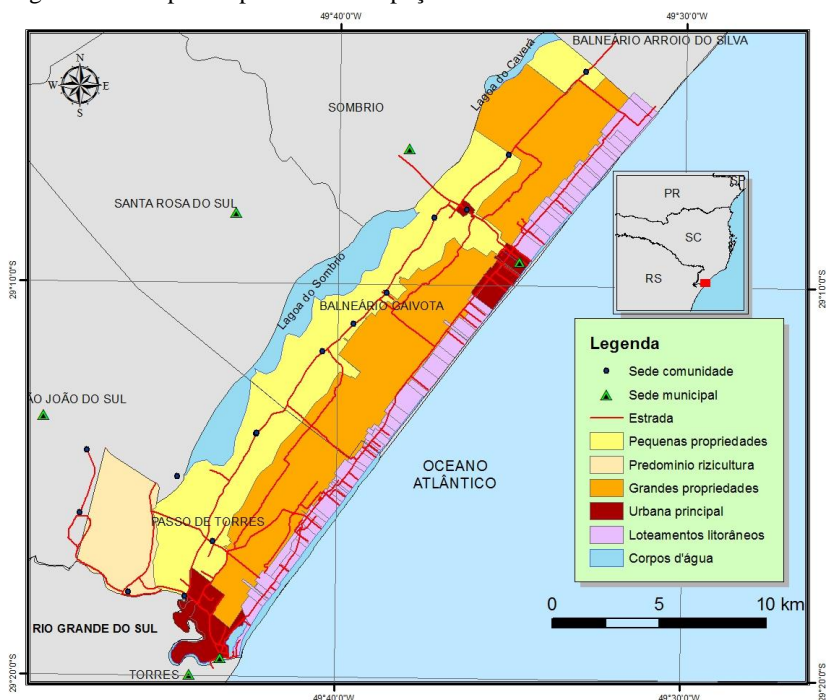 49°40'0"W
49°30'0"W
BALNEÁRIO ARROIO DO SILVA
N
W
E
S
Lagoa do Caverá
SOMBRIO
SANTA ROSA DO SUL
PR
SP
SC
RS
29°10'0"S
29°10'0"S
Lagoa do Sombrio
BALNEÁRIO GAIVOTA
Legenda
Sede comunidade
Sede municipal
Estrada
Pequenas propriedades
Predominio rizicultura
Grandes propriedades
Urbana principal
Loteamentos litorâneos
Corpos d'água
ÃO JOÃO DO SUL
OCEANO
ATLÂNTICO
PASSO DE TORRES
0 5 10 km
RIO GRANDE DO SUL
TORRES
29°20'0"S
29°20'0"S
49°40'0"W
49°30'0"W